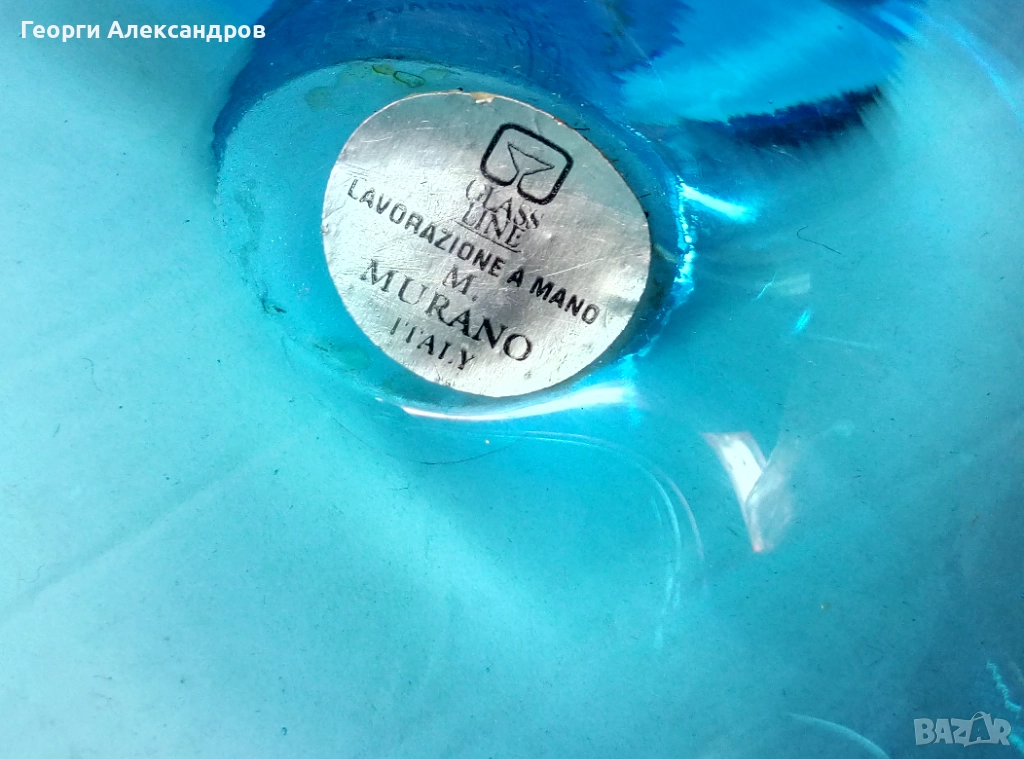 Георги Александров
GLASS
LINE
LAVORAZIONE A MANO
M.
MURANO
ITALY
BAZAR